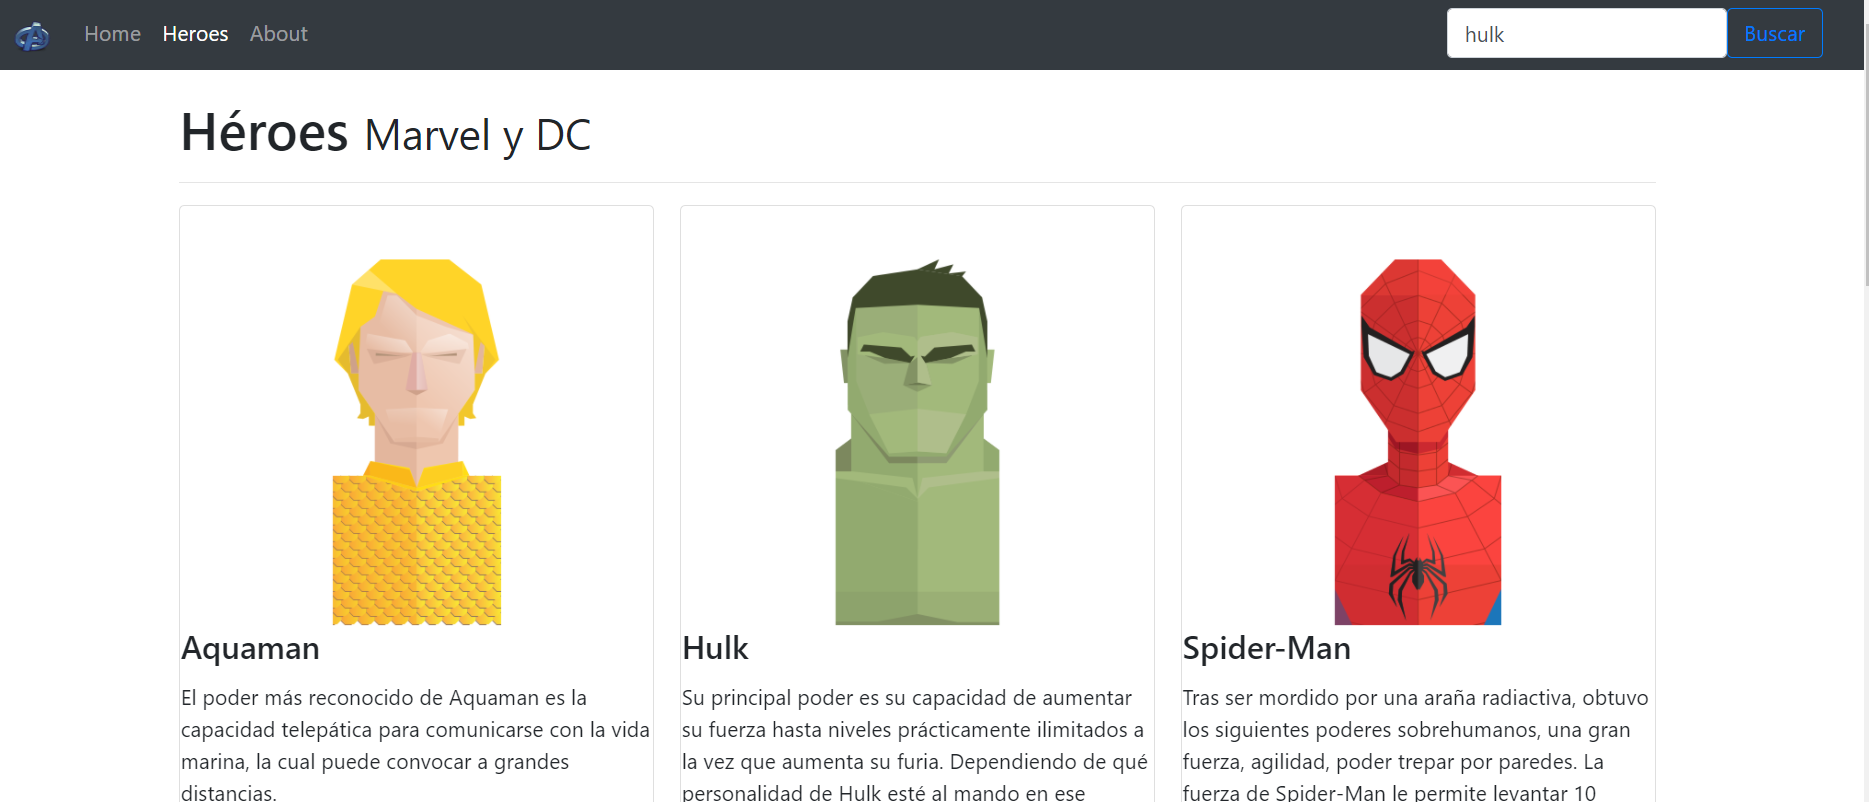 Home Heroes About hulk Buscar
Héroes Marvel y DC
Aquaman
El poder más reconocido de Aquaman es la
capacidad telepática para comunicarse con la vida
marina, la cual puede convocar a grandes
distancias.
Hulk
Su principal poder es su capacidad de aumentar
su fuerza hasta niveles prácticamente ilimitados a
la vez que aumenta su furia. Dependiendo de qué
personalidad de Hulk esté al mando en ese
Spider-Man
Tras ser mordido por una araña radiactiva, obtuvo
los siguientes poderes sobrehumanos, una gran
fuerza, agilidad, poder trepar por paredes. La
fuerza de Spider-Man le permite levantar 10